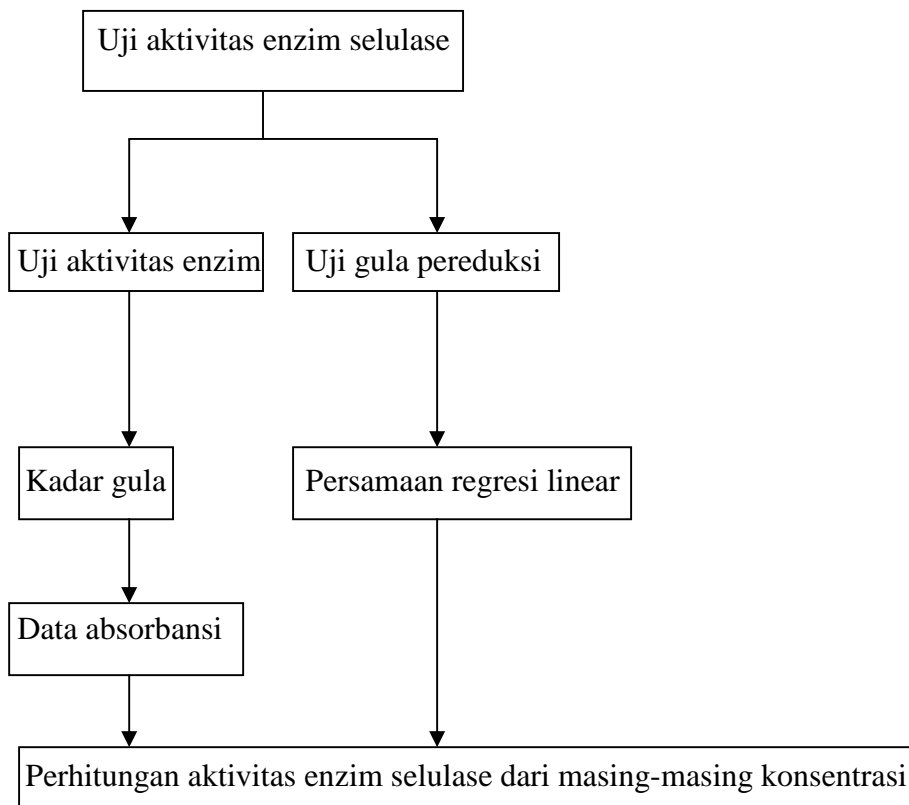 Uji aktivitas enzim selulase
Uji aktivitas enzim
Uji gula pereduksi
Kadar gula
Persamaan regresi linear
Data absorbansi
Perhitungan aktivitas enzim selulase dari masing-masing konsentrasi